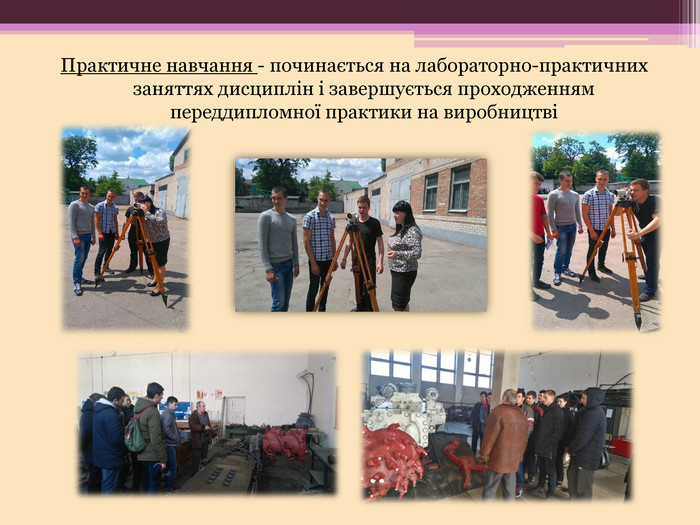 Практичне навчання - починається на лабораторно-практичних
заняттях дисциплін і завершується проходженням
переддипломної практики на виробництві